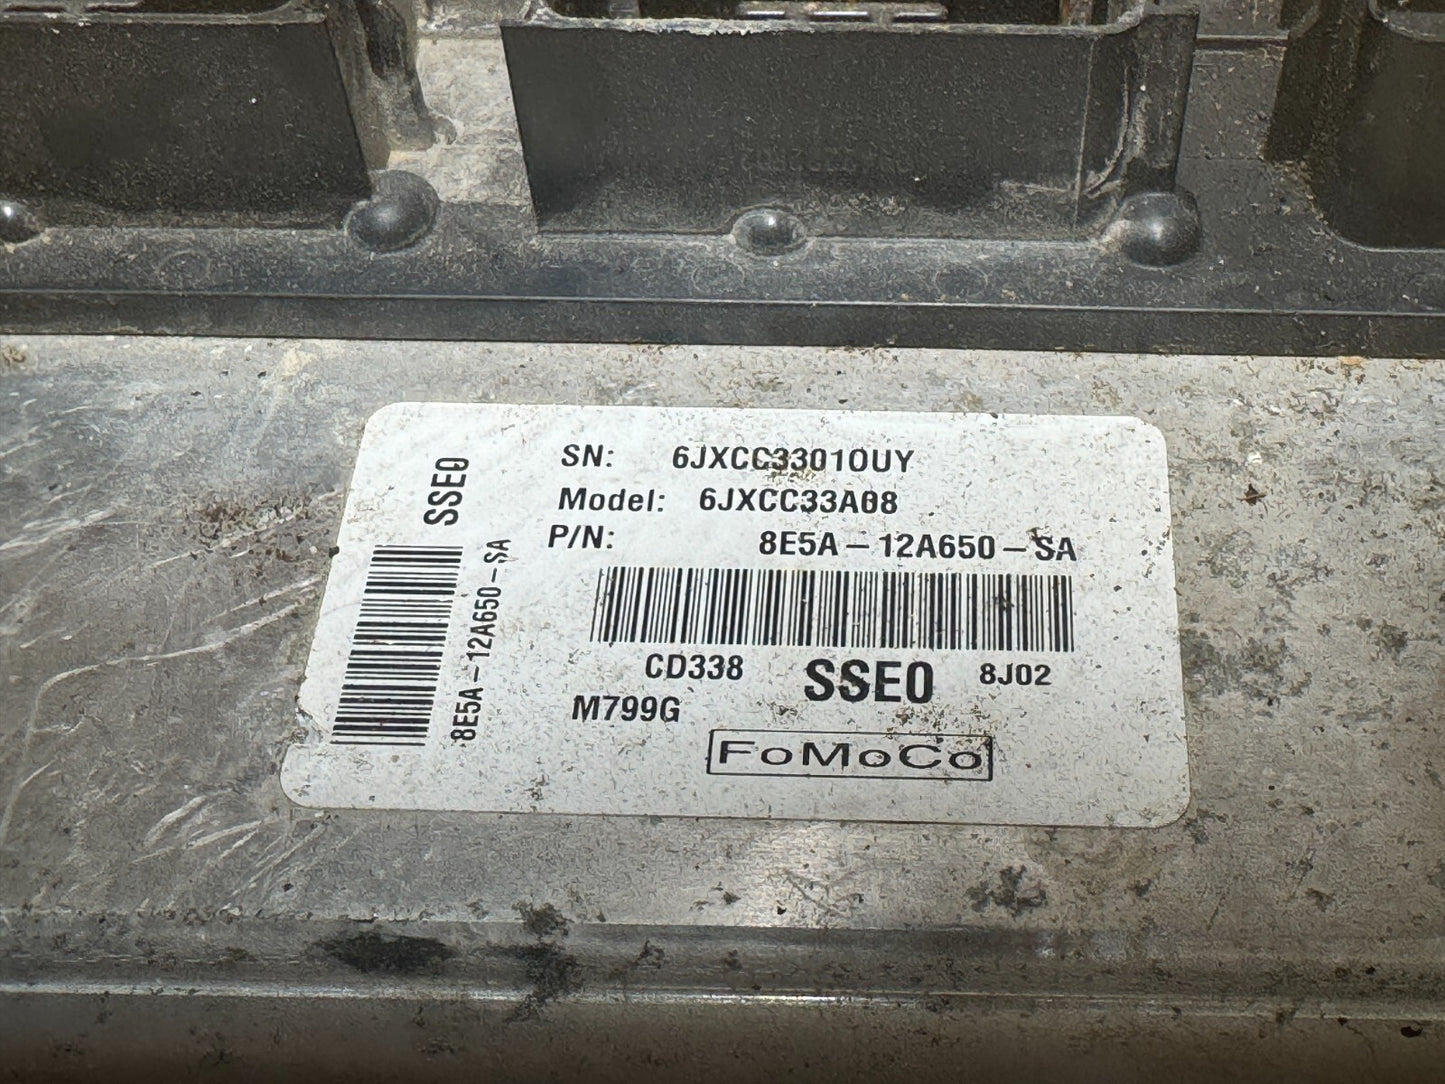 SN: 6JXCC33010UY
Model: 6JXCC33A08
P/N: 8E5A-12A650-SA
CD338 SSE0 8J02
M799G
FoMoCo
SSE0
8E5A-12A650-SA